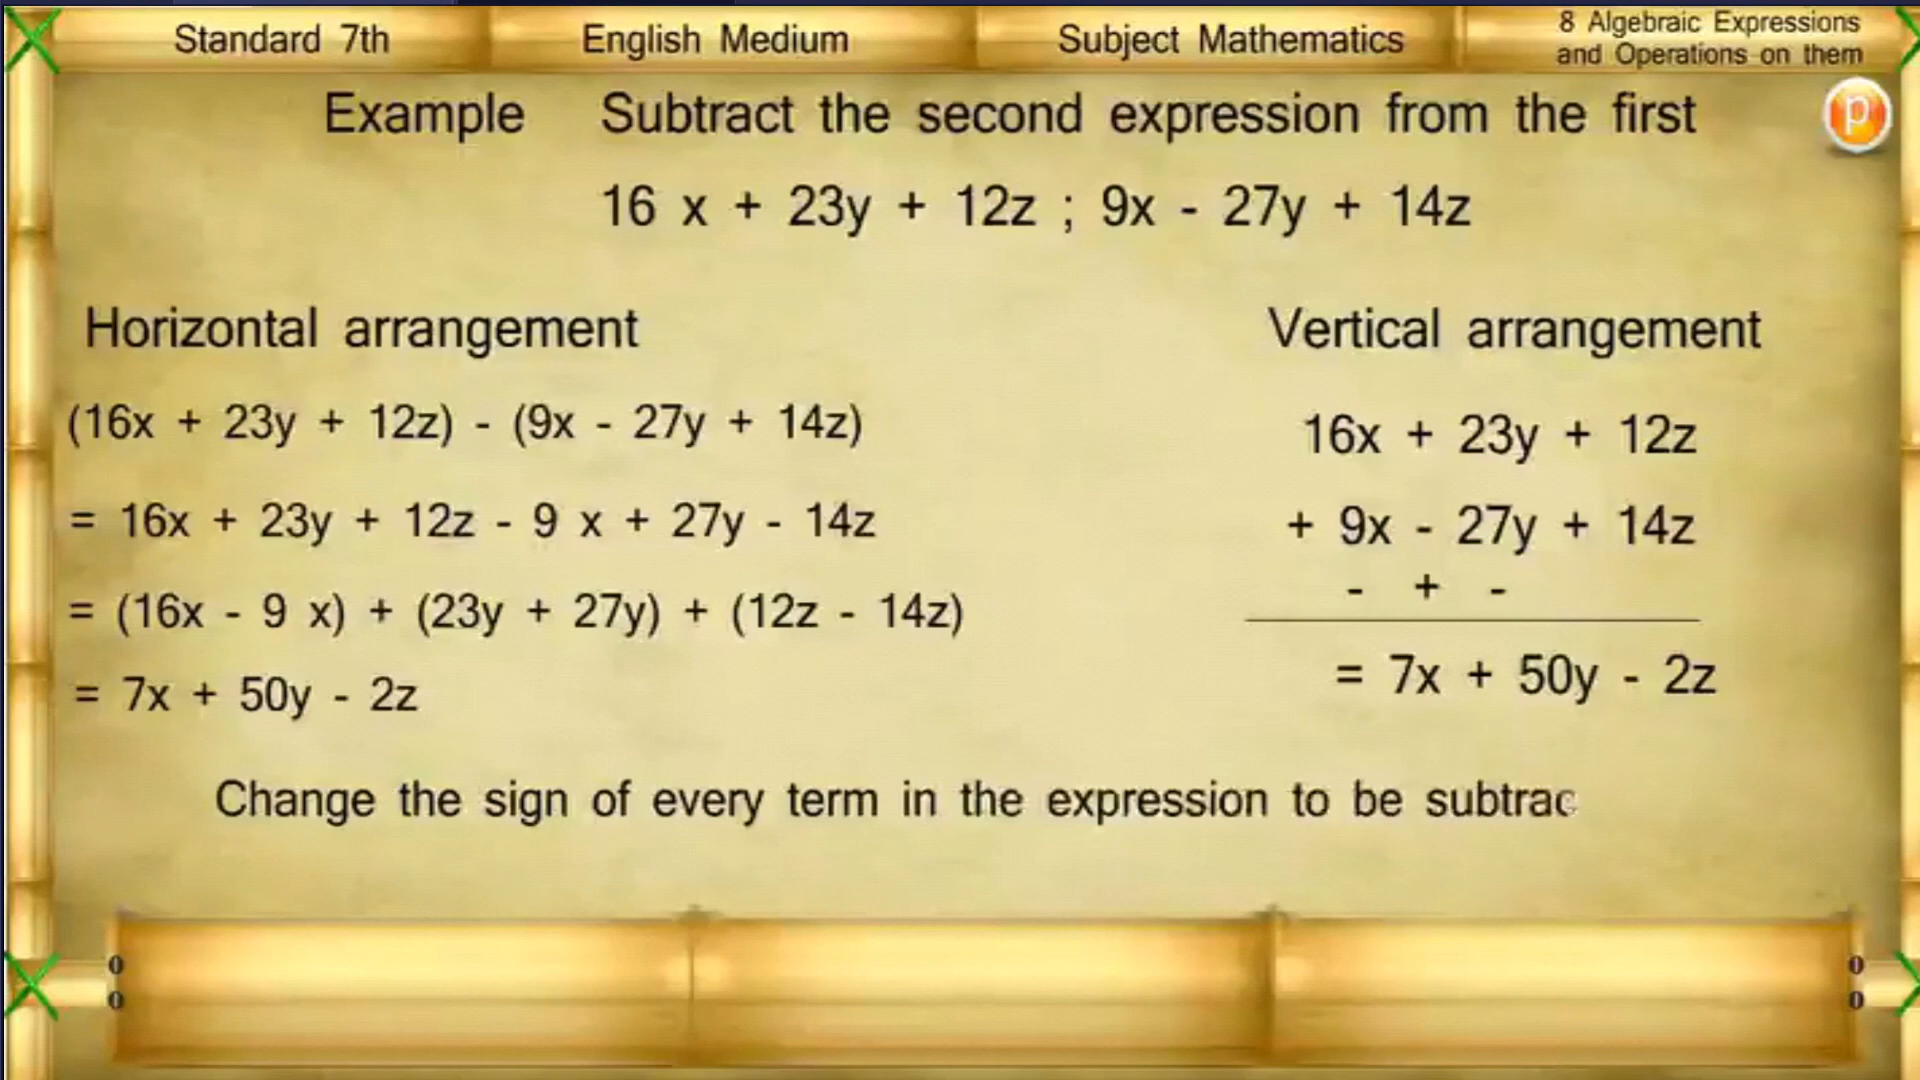 Standard 7th
English Medium
Subject Mathematics
8 Algebraic Expressions
and Operations on them
Example Subtract the second expression from the first
p
16 x + 23y + 12z ; 9x - 27y + 14z
Horizontal arrangement
(16x + 23y + 12z) - (9x - 27y + 14z)
= 16x + 23y + 12z - 9 x + 27y - 14z
= (16x - 9 x) + (23y + 27y) + (12z - 14z)
= 7x + 50y - 2z
Vertical arrangement
16x + 23y + 12z
+ 9x - 27y + 14z
- + -
= 7x + 50y - 2z
Change the sign of every term in the expression to be subtrac